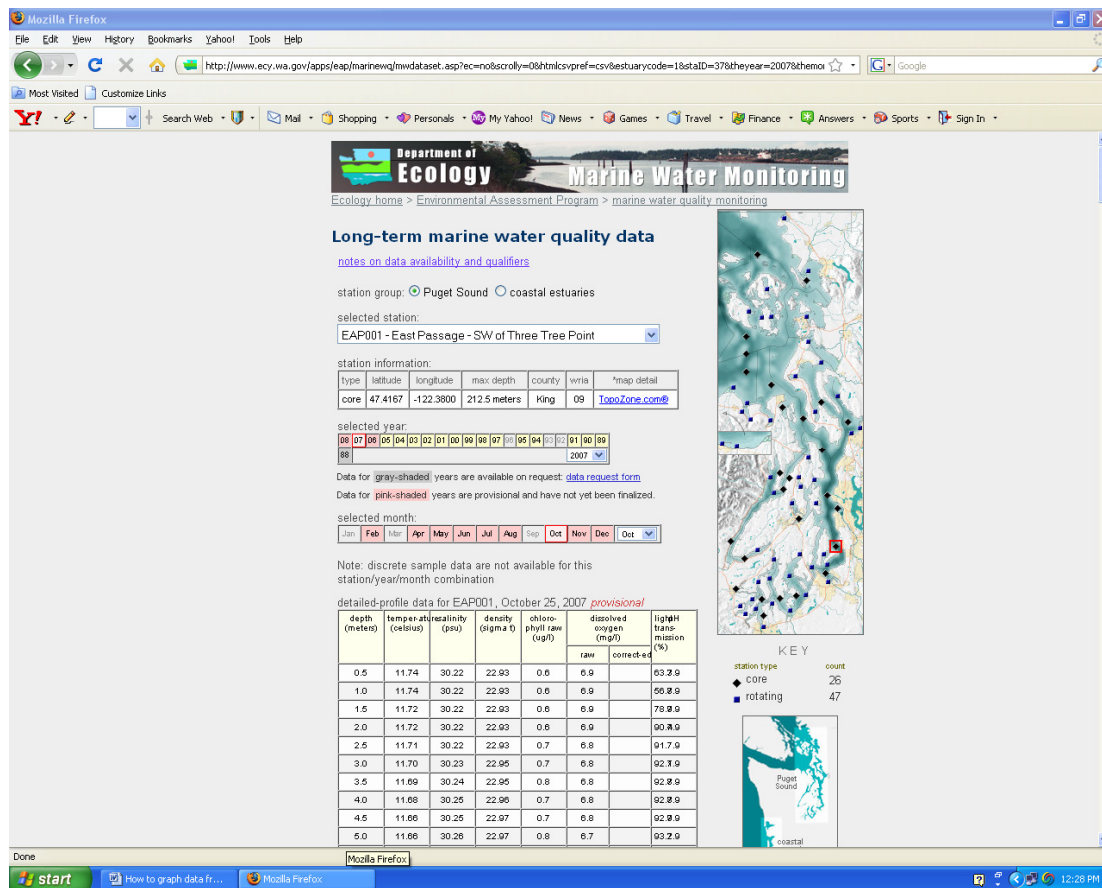 Mozilla Firefox
File Edit View History Bookmarks Yahoo! Tools Help
http://www.ecy.wa.gov/apps/eap/marinewq/mwdataset.asp?ec=no&scrolly=0&htmlcsvpref=csv&estuarycode=1&staID=37&theyear=2007&themo
Google
Most Visited Customize Links
Y! Search Web Mail Shopping Personals My Yahoo! News Games Travel Finance Answers Sports Sign In
Department of
Ecology Marine Water Monitoring
Ecology home > Environmental Assessment Program > marine water quality monitoring
Long-term marine water quality data
notes on data availability and qualifiers
station group: Puget Sound coastal estuaries
selected station:
EAP001 - East Passage - SW of Three Tree Point
station information:
type latitude longitude max depth county wria *map detail
core 47.4167 -122.3800 212.5 meters King 09 TopoZone.com®
selected year:
08 07 06 05 04 03 02 01 00 99 98 97 96 95 94 93 92 91 90 89
88 2007
Data for gray-shaded years are available on request: data request form
Data for pink-shaded years are provisional and have not yet been finalized.
selected month:
Jan Feb Mar Apr May Jun Jul Aug Sep Oct Nov Dec Oct
Note: discrete sample data are not available for this
station/year/month combination
detailed-profile data for EAP001, October 25, 2007 provisional
depth (meters) temperature (celsius) salinity (psu) density (sigma t) chloro-phyll raw (ug/l) dissolved oxygen (mg/l) light trans-mission (%) pH
raw correct-ed
0.5 11.74 30.22 22.93 0.6 6.9
1.0 11.74 30.22 22.93 0.6 6.9
1.5 11.72 30.22 22.93 0.6 6.9
2.0 11.72 30.22 22.93 0.6 6.9
2.5 11.71 30.22 22.93 0.7 6.8
3.0 11.70 30.23 22.95 0.7 6.8
3.5 11.69 30.24 22.95 0.8 6.8
4.0 11.68 30.25 22.96 0.7 6.8
4.5 11.66 30.25 22.97 0.7 6.8
5.0 11.66 30.26 22.97 0.8 6.7
KEY
station type count
core 26
rotating 47
Puget
Sound
coastal
Done
Mozilla Firefox
start How to graph data fr... Mozilla Firefox 12:28 PM